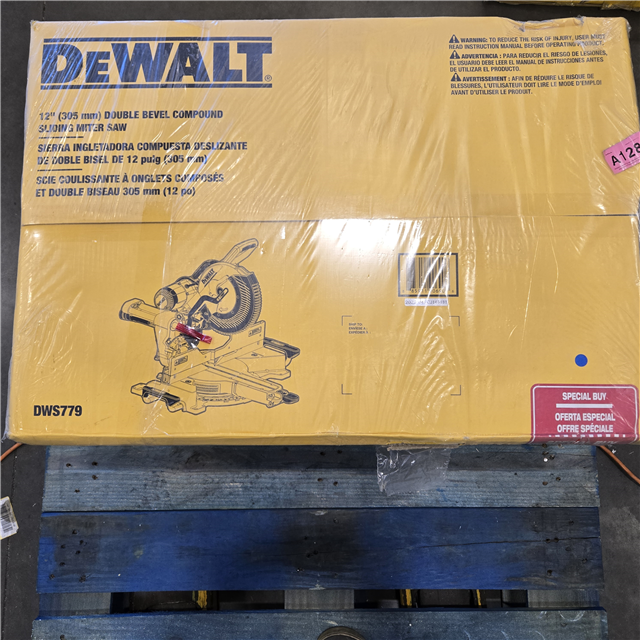 DEWALT
12" (305 mm) DOUBLE BEVEL COMPOUND
SLIDING MITER SAW
SIERRA INGLETADORA COMPUESTA DESLIZANTE
DE DOBLE BISEL DE 12 pulg (305 mm)
SCIE COULISSANTE À ONGLETS COMPOSÉS
ET DOUBLE BISEAU 305 mm (12 po)
WARNING: TO REDUCE THE RISK OF INJURY, USER MUST
READ INSTRUCTION MANUAL BEFORE OPERATING PRODUCT.
ADVERTENCIA : PARA REDUCIR EL RIESGO DE LESIONES,
EL USUARIO DEBE LEER EL MANUAL DE INSTRUCCIONES ANTES
DE UTILIZAR EL PRODUCTO.
AVERTISSEMENT : AFIN DE RÉDUIRE LE RISQUE DE
BLESSURES, L'UTILISATEUR DOIT LIRE LE MODE D'EMPLOI
AVANT D'UTILISER LE PRODUIT.
A128
DWS779
SPECIAL BUY
OFERTA ESPECIAL
OFFRE SPÉCIALE